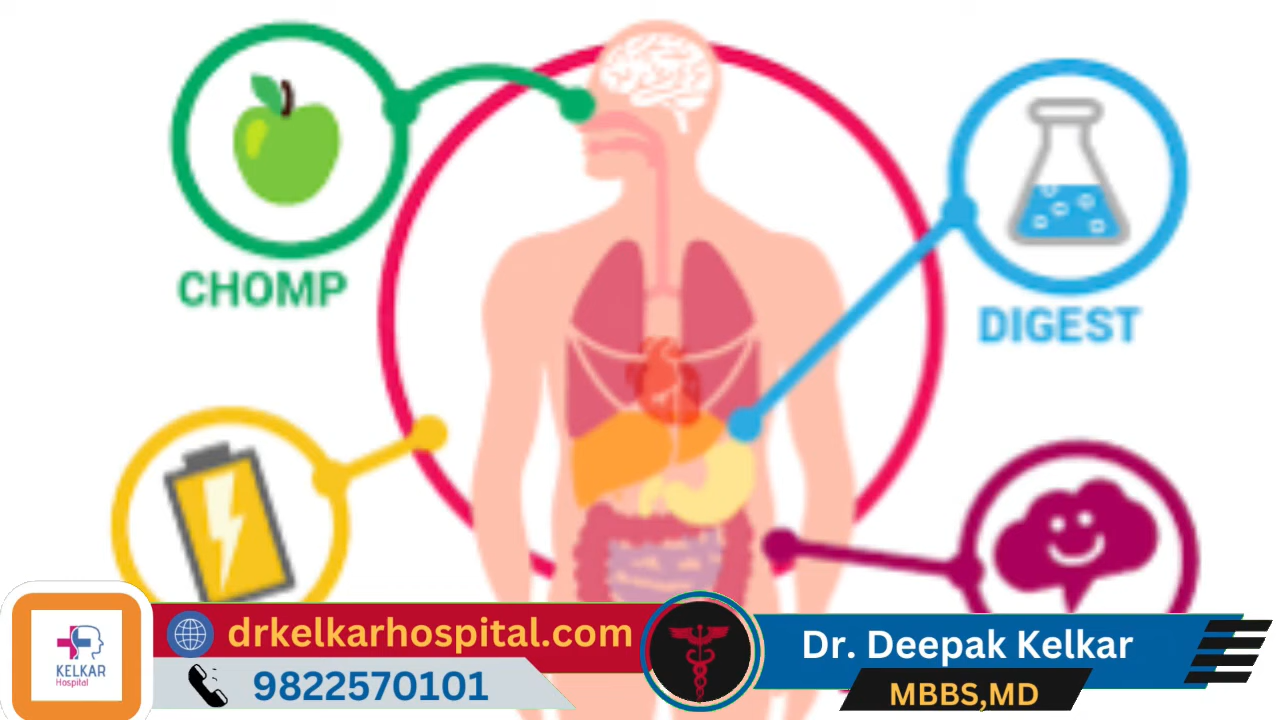 CHOMP
DIGEST
drkelkarhospital.com
9822570101
KELKAR
Hospital
Dr. Deepak Kelkar
MBBS,MD